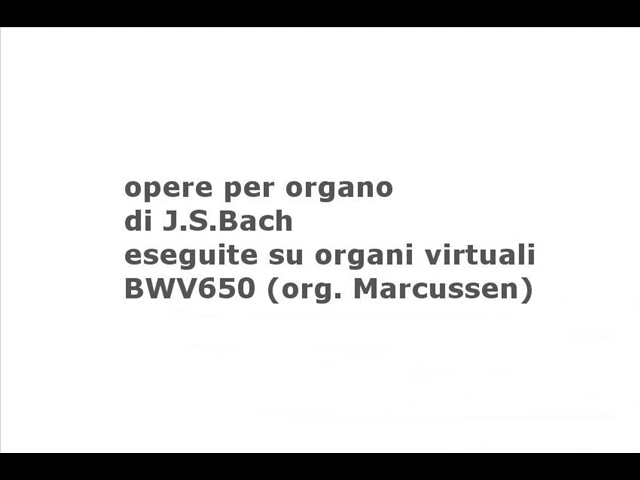 opere per organo
di J.S.Bach
eseguite su organi virtuali
BWV650 (org. Marcussen)